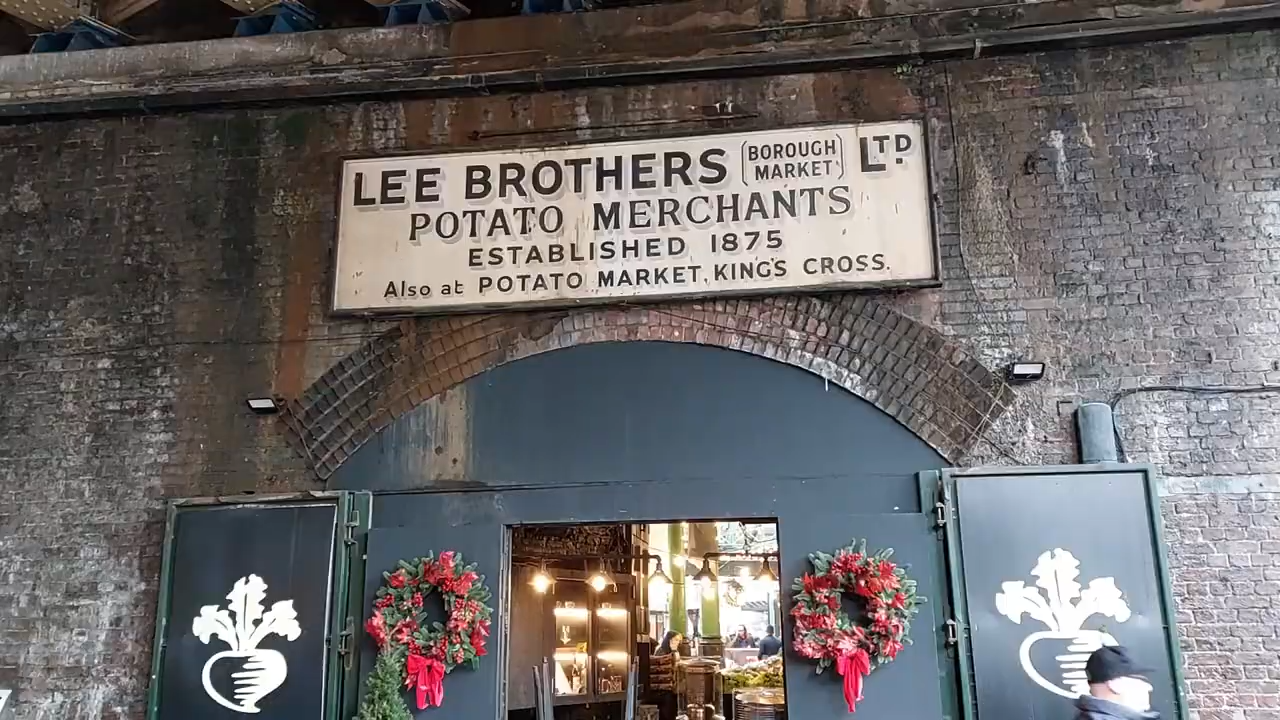 LEE BROTHERS (BOROUGH MARKET) LTD
POTATO MERCHANTS
ESTABLISHED 1875
Also at POTATO MARKET, KING'S CROSS.